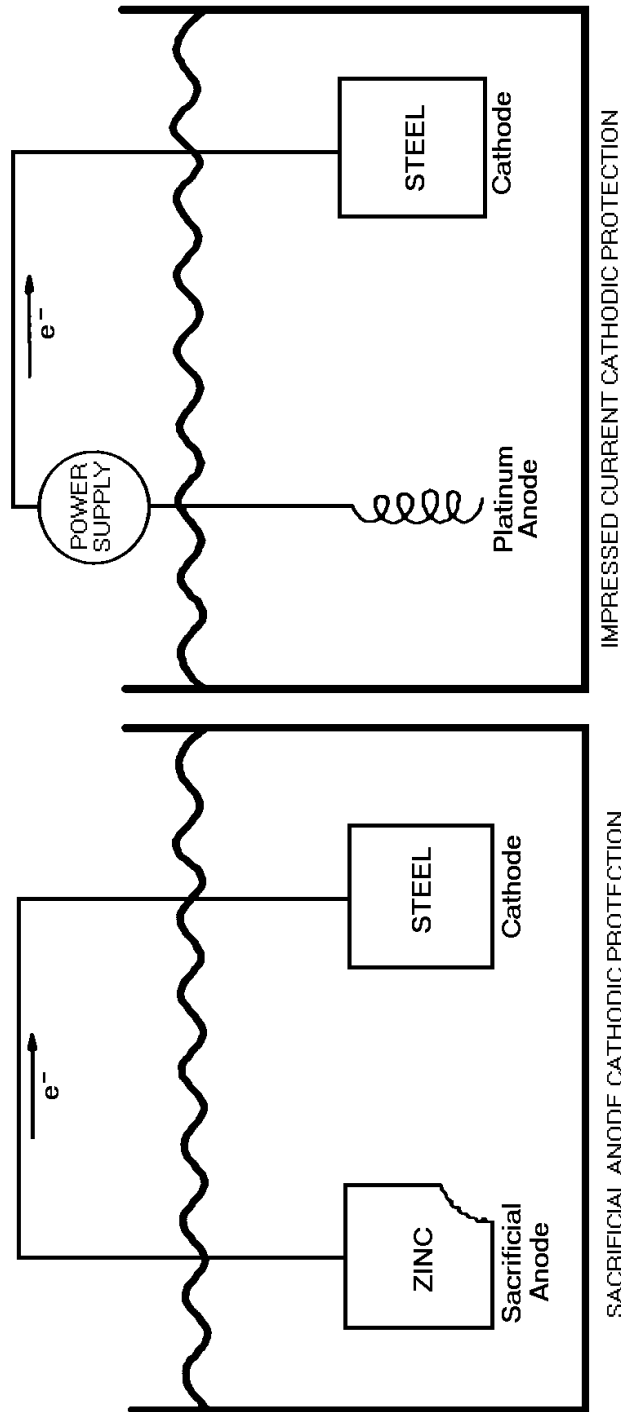 e⁻
ZINC
Sacrificial
Anode
STEEL
Cathode
SACRIFICIAL ANODE CATHODIC PROTECTION
POWER
SUPPLY
e⁻
Platinum
Anode
STEEL
Cathode
IMPRESSED CURRENT CATHODIC PROTECTION